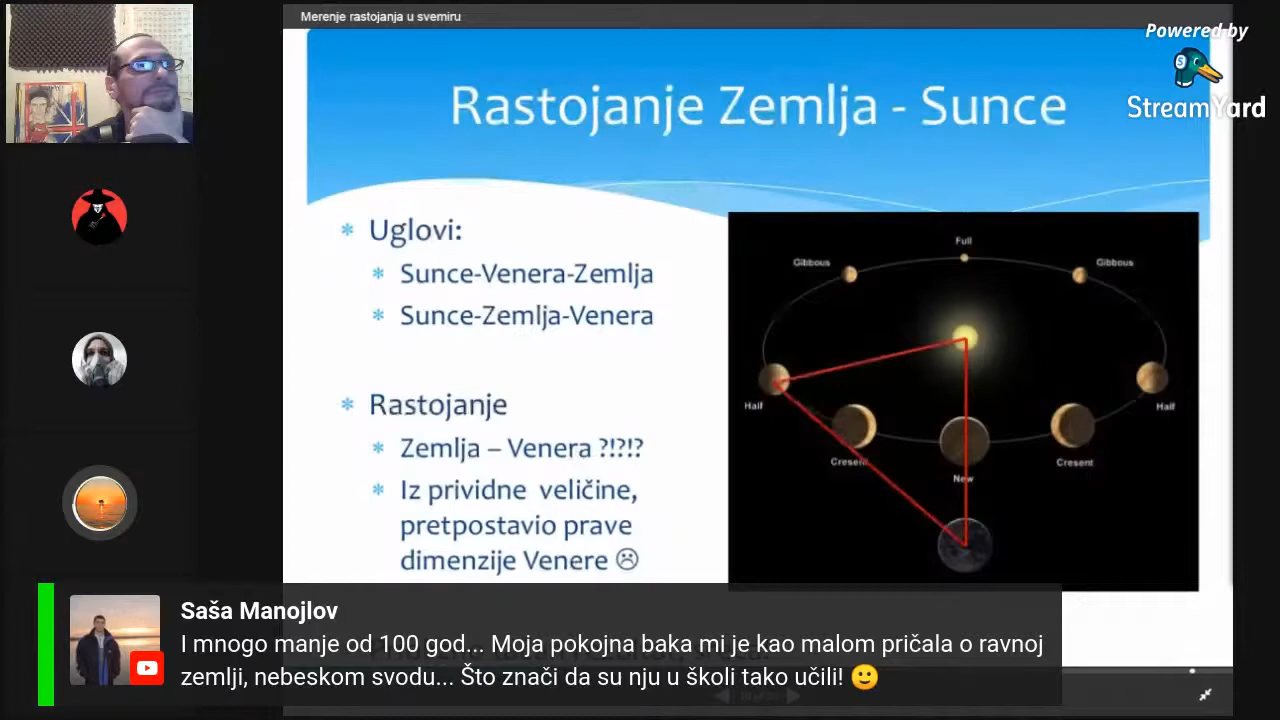 Merenje rastojanja u svemiru
Powered by
StreamYard
Rastojanje Zemlja - Sunce
* Uglovi:
* Sunce-Venera-Zemlja
* Sunce-Zemlja-Venera
* Rastojanje
* Zemlja – Venera ?!?!?
* Iz prividne veličine,
pretpostavio prave
dimenzije Venere ☹
Full
Gibbous
Gibbous
Half
Half
Cresent
Cresent
New
Saša Manojlov
I mnogo manje od 100 god... Moja pokojna baka mi je kao malom pričala o ravnoj
zemlji, nebeskom svodu... Što znači da su nju u školi tako učili! 🙂